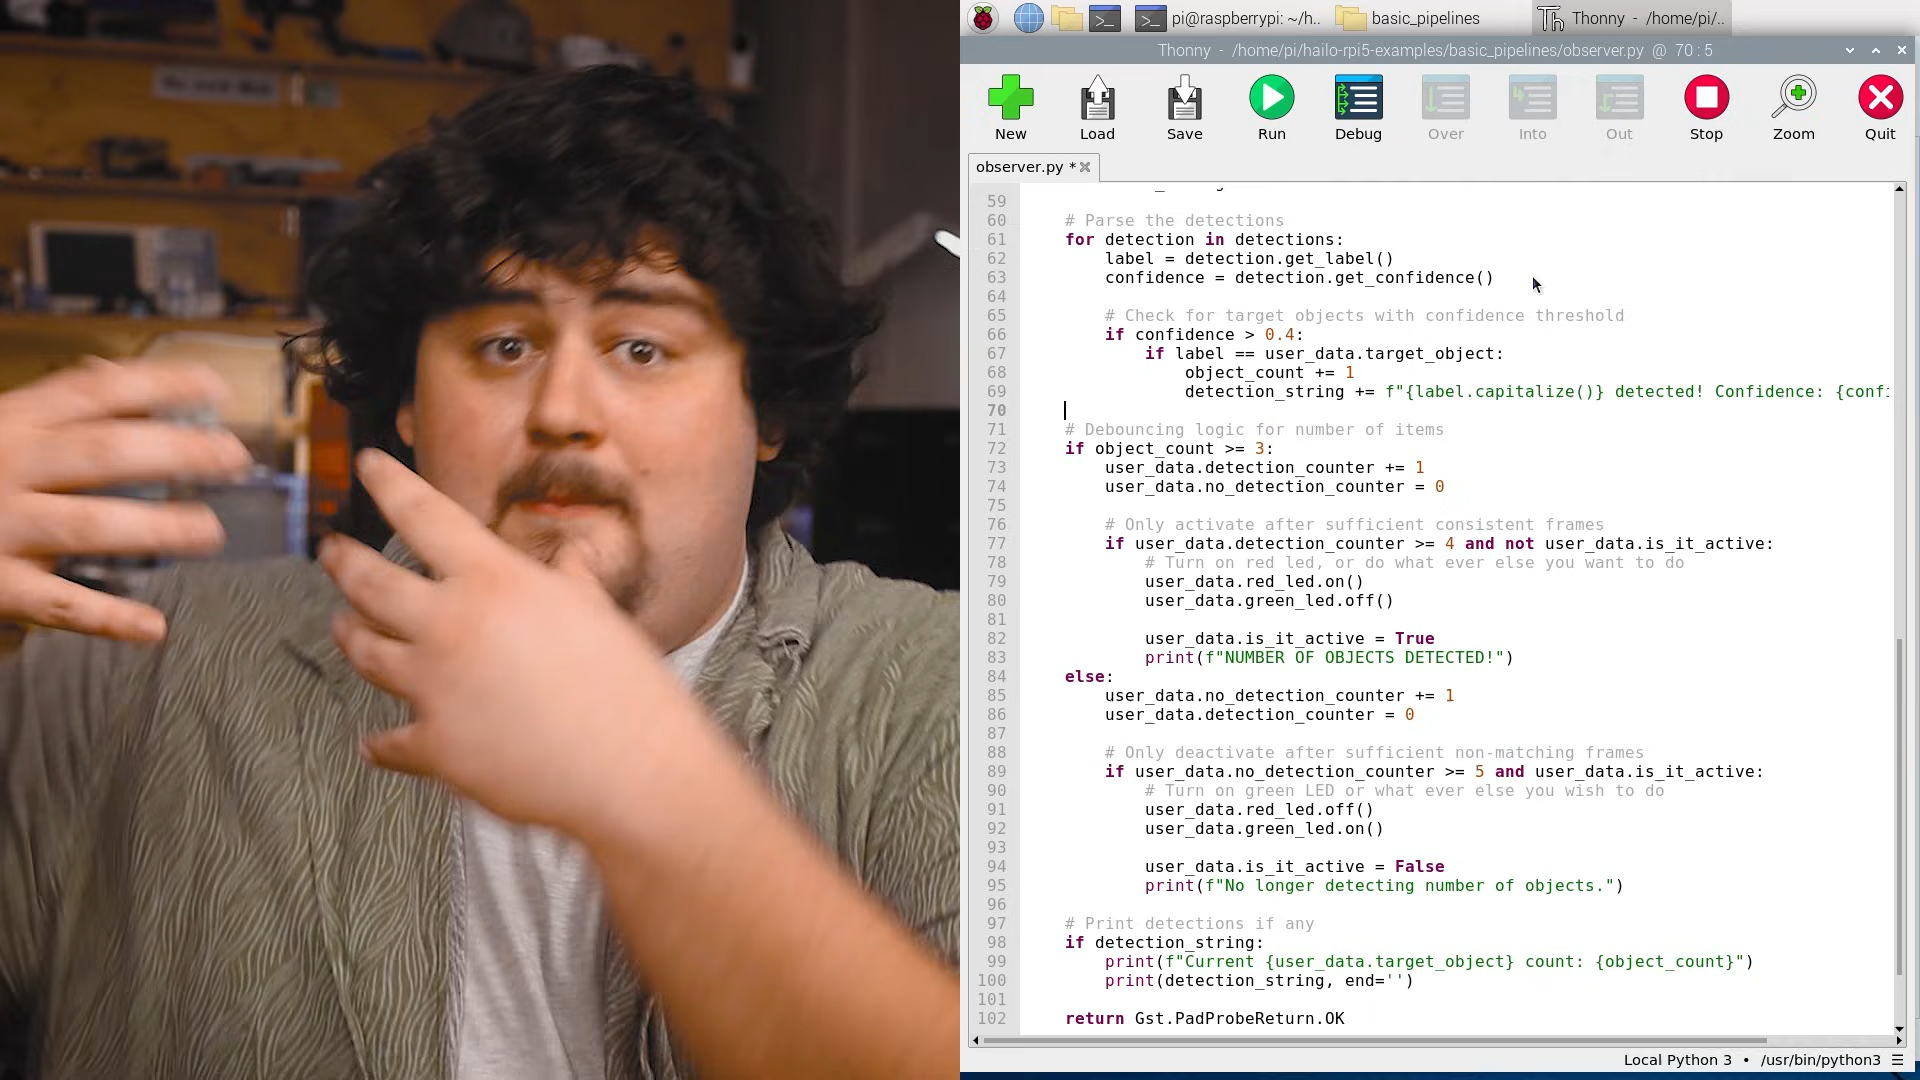 pi@raspberrypi: ~/h..
basic_pipelines
Thonny - /home/pi/..
Thonny - /home/pi/hailo-rpi5-examples/basic_pipelines/observer.py @ 70 : 5
New
Load
Save
Run
Debug
Over
Into
Out
Stop
Zoom
Quit
observer.py *
59
60 # Parse the detections
61 for detection in detections:
62 label = detection.get_label()
63 confidence = detection.get_confidence()
64
65 # Check for target objects with confidence threshold
66 if confidence > 0.4:
67 if label == user_data.target_object:
68 object_count += 1
69 detection_string += f"{label.capitalize()} detected! Confidence: {conf
70
71 # Debouncing logic for number of items
72 if object_count >= 3:
73 user_data.detection_counter += 1
74 user_data.no_detection_counter = 0
75
76 # Only activate after sufficient consistent frames
77 if user_data.detection_counter >= 4 and not user_data.is_it_active:
78 # Turn on red led, or do what ever else you want to do
79 user_data.red_led.on()
80 user_data.green_led.off()
81
82 user_data.is_it_active = True
83 print(f"NUMBER OF OBJECTS DETECTED!")
84 else:
85 user_data.no_detection_counter += 1
86 user_data.detection_counter = 0
87
88 # Only deactivate after sufficient non-matching frames
89 if user_data.no_detection_counter >= 5 and user_data.is_it_active:
90 # Turn on green LED or what ever else you wish to do
91 user_data.red_led.off()
92 user_data.green_led.on()
93
94 user_data.is_it_active = False
95 print(f"No longer detecting number of objects.")
96
97 # Print detections if any
98 if detection_string:
99 print(f"Current {user_data.target_object} count: {object_count}")
100 print(detection_string, end='')
101
102 return Gst.PadProbeReturn.OK
Local Python 3 • /usr/bin/python3